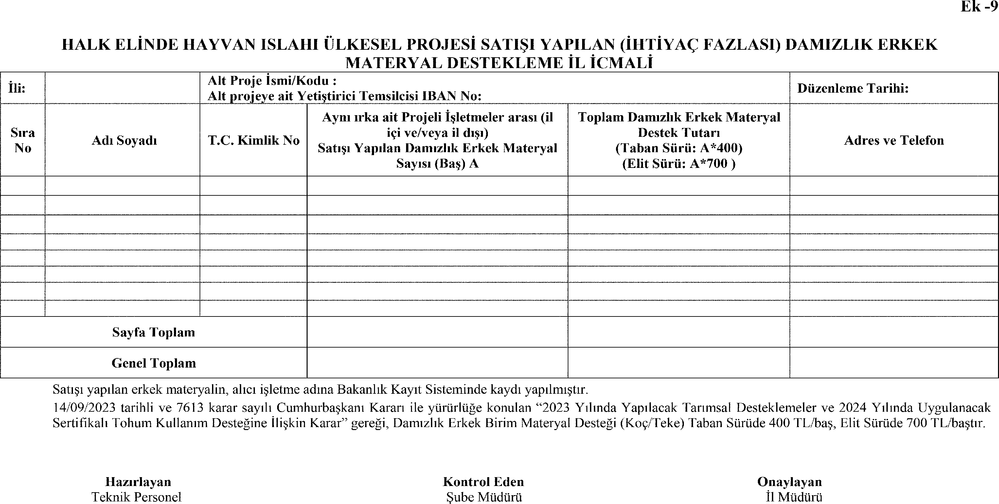 Ek -9
HALK ELİNDE HAYVAN ISLAHI ÜLKESEL PROJESİ SATIŞI YAPILAN (İHTİYAÇ FAZLASI) DAMIZLIK ERKEK
MATERYAL DESTEKLEME İL İCMALİ
İli:
Alt Proje İsmi/Kodu :
Alt projeye ait Yetiştirici Temsilcisi IBAN No:
Düzenleme Tarihi:
Sıra
No
Adı Soyadı
T.C. Kimlik No
Aynı ırka ait Projeli İşletmeler arası (il
içi ve/veya il dışı)
Satışı Yapılan Damızlık Erkek Materyal
Sayısı (Baş) A
Toplam Damızlık Erkek Materyal
Destek Tutarı
(Taban Sürü: A*400)
(Elit Sürü: A*700 )
Adres ve Telefon
Sayfa Toplam
Genel Toplam
Satışı yapılan erkek materyalin, alıcı işletme adına Bakanlık Kayıt Sisteminde kaydı yapılmıştır.
14/09/2023 tarihli ve 7613 karar sayılı Cumhurbaşkanı Kararı ile yürürlüğe konulan “2023 Yılında Yapılacak Tarımsal Desteklemeler ve 2024 Yılında Uygulanacak
Sertifikalı Tohum Kullanım Desteğine İlişkin Karar” gereği, Damızlık Erkek Birim Materyal Desteği (Koç/Teke) Taban Sürüde 400 TL/baş, Elit Sürüde 700 TL/baştır.
Hazırlayan
Teknik Personel
Kontrol Eden
Şube Müdürü
Onaylayan
İl Müdürü